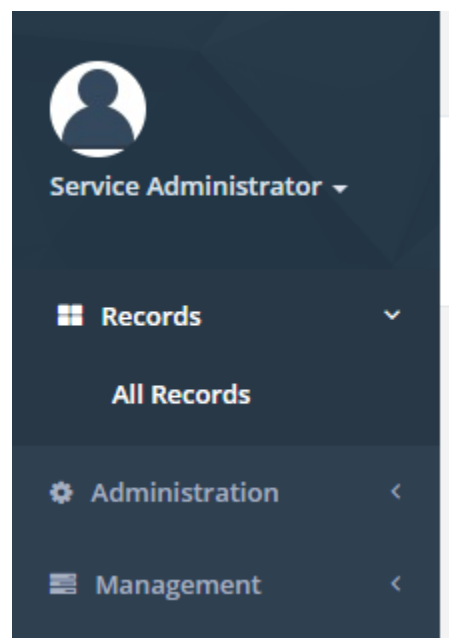 Service Administrator
Records
All Records
Administration
Management